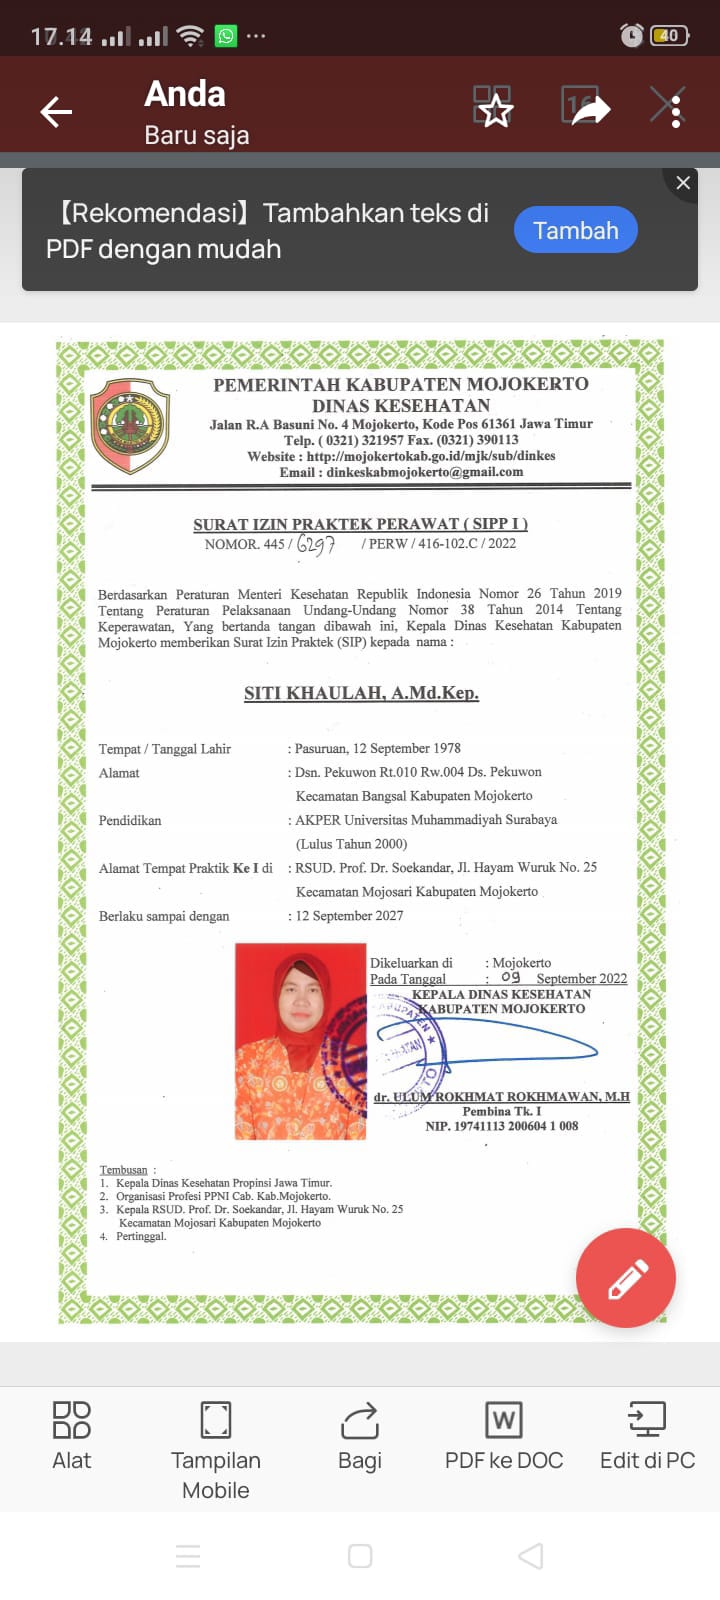 17.14
40
Anda
Baru saja
16
【Rekomendasi】Tambahkan teks di
PDF dengan mudah
Tambah
PEMERINTAH KABUPATEN MOJOKERTO
DINAS KESEHATAN
Jalan R.A Basuni No. 4 Mojokerto, Kode Pos 61361 Jawa Timur
Telp. ( 0321) 321957 Fax. (0321) 390113
Website : http://mojokertokab.go.id/mjk/sub/dinkes
Email : dinkeskabmojokerto@gmail.com
SURAT IZIN PRAKTEK PERAWAT ( SIPP I )
NOMOR. 445 / 6297 / PERW / 416-102.C / 2022
Berdasarkan Peraturan Menteri Kesehatan Republik Indonesia Nomor 26 Tahun 2019
Tentang Peraturan Pelaksanaan Undang-Undang Nomor 38 Tahun 2014 Tentang
Keperawatan, Yang bertanda tangan dibawah ini, Kepala Dinas Kesehatan Kabupaten
Mojokerto memberikan Surat Izin Praktek (SIP) kepada nama :
SITI KHAULAH, A.Md.Kep.
Tempat / Tanggal Lahir : Pasuruan, 12 September 1978
Alamat : Dsn. Pekuwon Rt.010 Rw.004 Ds. Pekuwon
Kecamatan Bangsal Kabupaten Mojokerto
Pendidikan : AKPER Universitas Muhammadiyah Surabaya
(Lulus Tahun 2000)
Alamat Tempat Praktik Ke I di : RSUD. Prof. Dr. Soekandar, Jl. Hayam Wuruk No. 25
Kecamatan Mojosari Kabupaten Mojokerto
Berlaku sampai dengan : 12 September 2027
Dikeluarkan di : Mojokerto
Pada Tanggal : 09 September 2022
KEPALA DINAS KESEHATAN
KABUPATEN MOJOKERTO
dr. ULUM ROKHMAT ROKHMAWAN, M.H
Pembina Tk. I
NIP. 19741113 200604 1 008
Tembusan :
1. Kepala Dinas Kesehatan Propinsi Jawa Timur.
2. Organisasi Profesi PPNI Cab. Kab.Mojokerto.
3. Kepala RSUD. Prof. Dr. Soekandar, Jl. Hayam Wuruk No. 25
Kecamatan Mojosari Kabupaten Mojokerto
4. Pertinggal.
Alat
Tampilan
Mobile
Bagi
W
PDF ke DOC
Edit di PC